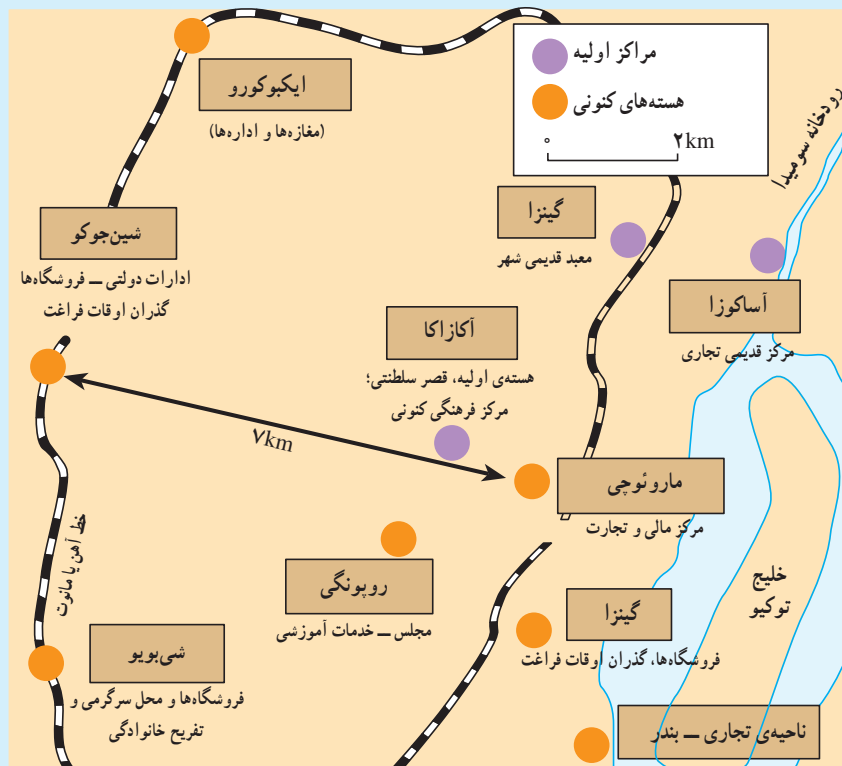 مراکز اولیه
هسته‌های کنونی
° ۲km
ایکبوکورو
(مغازه‌ها و اداره‌ها)
رودخانه سومیدا
گینزا
معبد قدیمی شهر
شین‌جوکو
ادارات دولتی ــ فروشگاه‌ها
گذران اوقات فراغت
آساکوزا
مرکز قدیمی تجاری
آکازاکا
هسته‌ی اولیه، قصر سلطنتی؛
مرکز فرهنگی کنونی
۷km
ماروئوچی
مرکز مالی و تجارت
خط آهن یامانوت
روپونگی
مجلس ــ خدمات آموزشی
خلیج
توکیو
گینزا
فروشگاه‌ها، گذران اوقات فراغت
شی‌بویو
فروشگاه‌ها و محل سرگرمی و
تفریح خانوادگی
ناحیه‌ی تجاری ــ بندر